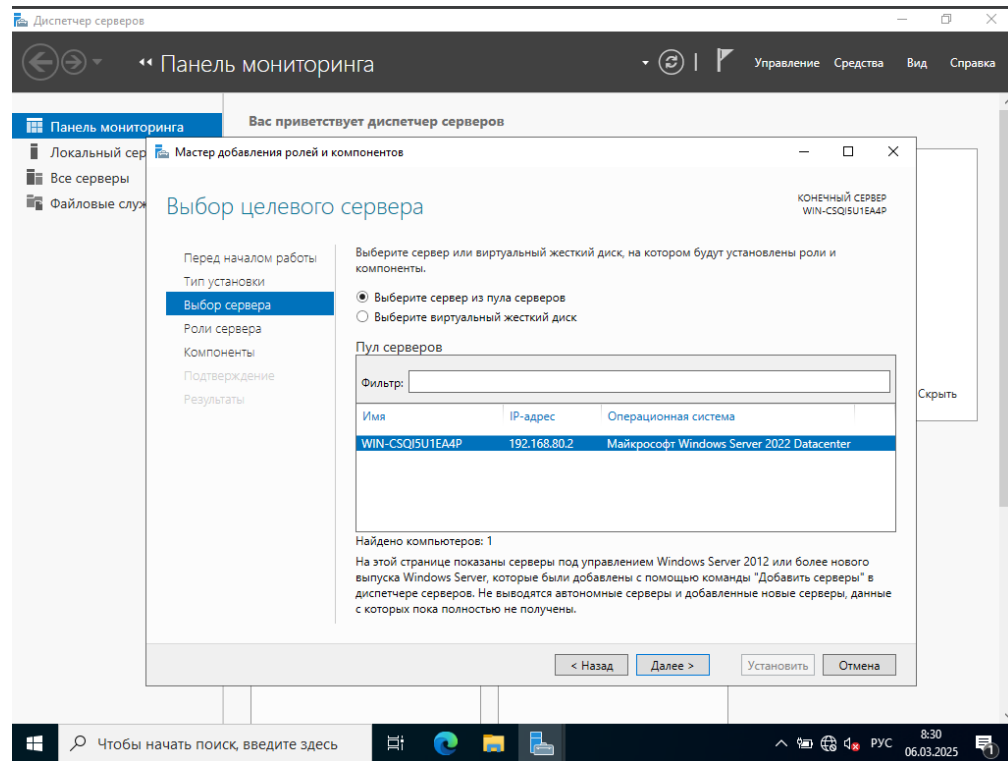 Диспетчер серверов
Панель мониторинга
Управление Средства Вид Справка
Панель мониторинга
Локальный сер
Все серверы
Файловые служ
Вас приветствует диспетчер серверов
Мастер добавления ролей и компонентов
Выбор целевого сервера
КОНЕЧНЫЙ СЕРВЕР
WIN-CSQI5U1EA4P
Перед началом работы
Тип установки
Выбор сервера
Роли сервера
Компоненты
Подтверждение
Результаты
Выберите сервер или виртуальный жесткий диск, на котором будут установлены роли и
компоненты.
Выберите сервер из пула серверов
Выберите виртуальный жесткий диск
Пул серверов
Фильтр:
Имя IP-адрес Операционная система
WIN-CSQI5U1EA4P 192.168.80.2 Майкрософт Windows Server 2022 Datacenter
Найдено компьютеров: 1
На этой странице показаны серверы под управлением Windows Server 2012 или более нового
выпуска Windows Server, которые были добавлены с помощью команды "Добавить серверы" в
диспетчере серверов. Не выводятся автономные серверы и добавленные новые серверы, данные
с которых пока полностью не получены.
Скрыть
< Назад Далее > Установить Отмена
Чтобы начать поиск, введите здесь
РУС
8:30
06.03.2025
1